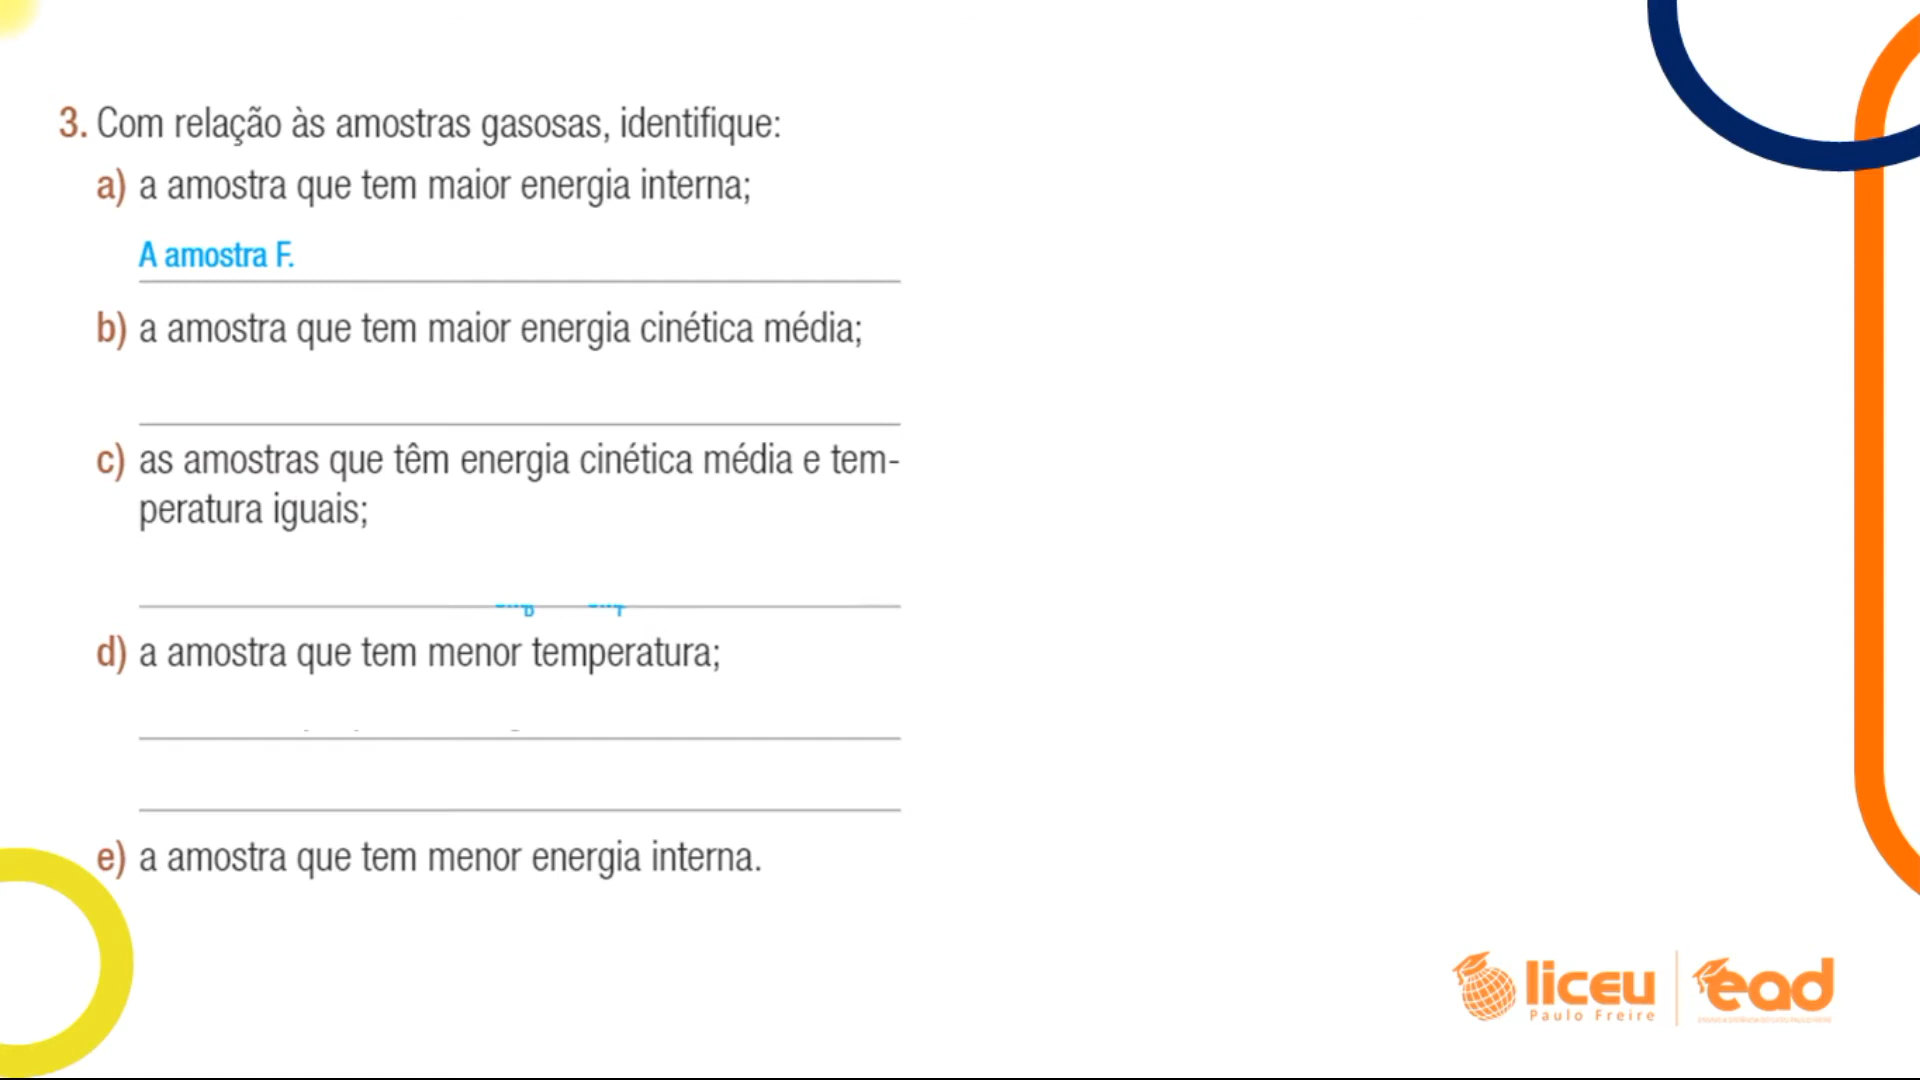 3. Com relação às amostras gasosas, identifique:
a) a amostra que tem maior energia interna;
A amostra F.
b) a amostra que tem maior energia cinética média;
c) as amostras que têm energia cinética média e tem-
peratura iguais;
d) a amostra que tem menor temperatura;
e) a amostra que tem menor energia interna.
liceu ead
Paulo Freire